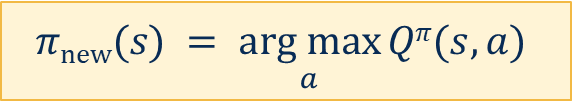 π_new(s) = arg max_a Q^π(s, a)